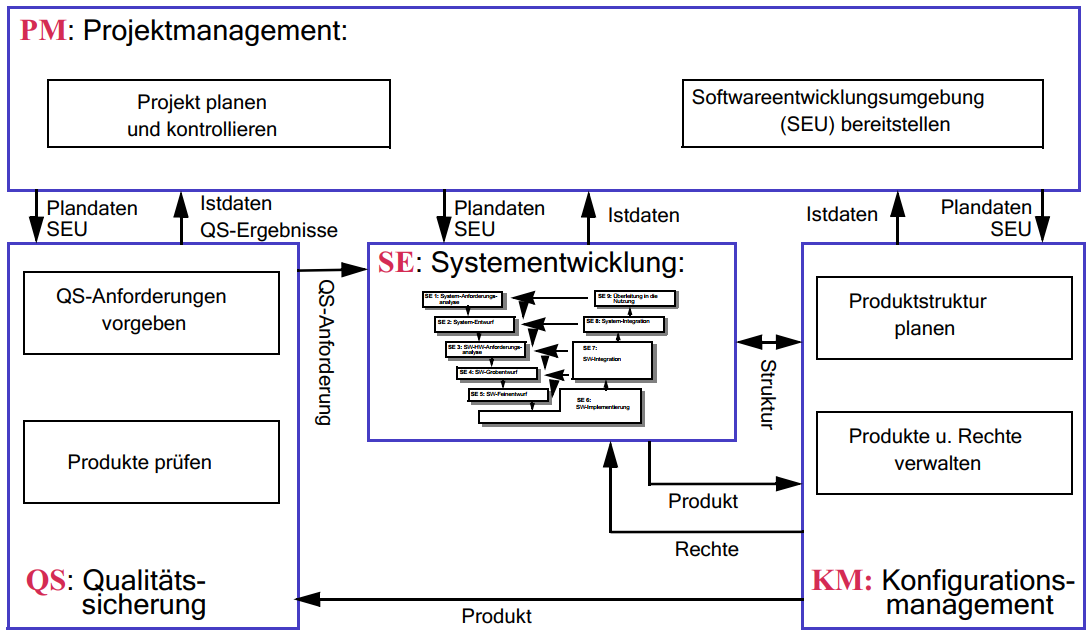 PM: Projektmanagement:
Projekt planen
und kontrollieren
Softwareentwicklungsumgebung
(SEU) bereitstellen
Plandaten
SEU
Istdaten
QS-Ergebnisse
Plandaten
SEU
Istdaten
Istdaten
Plandaten
SEU
QS-Anforderungen
vorgeben
Produkte prüfen
QS: Qualitäts-
sicherung
QS-Anforderung
SE: Systementwicklung:
SE 1: System-Anforderungs-
analyse
SE 2: System-Entwurf
SE 3: SW-HW-Anforderungs-
analyse
SE 4: SW-Grobentwurf
SE 5: SW-Feinentwurf
SE 9: Überleitung in die
Nutzung
SE 8: System-Integration
SE 7:
SW-Integration
SE 6:
SW-Implementierung
Struktur
Produkt
Rechte
Produkt
Produktstruktur
planen
Produkte u. Rechte
verwalten
KM: Konfigurations-
management